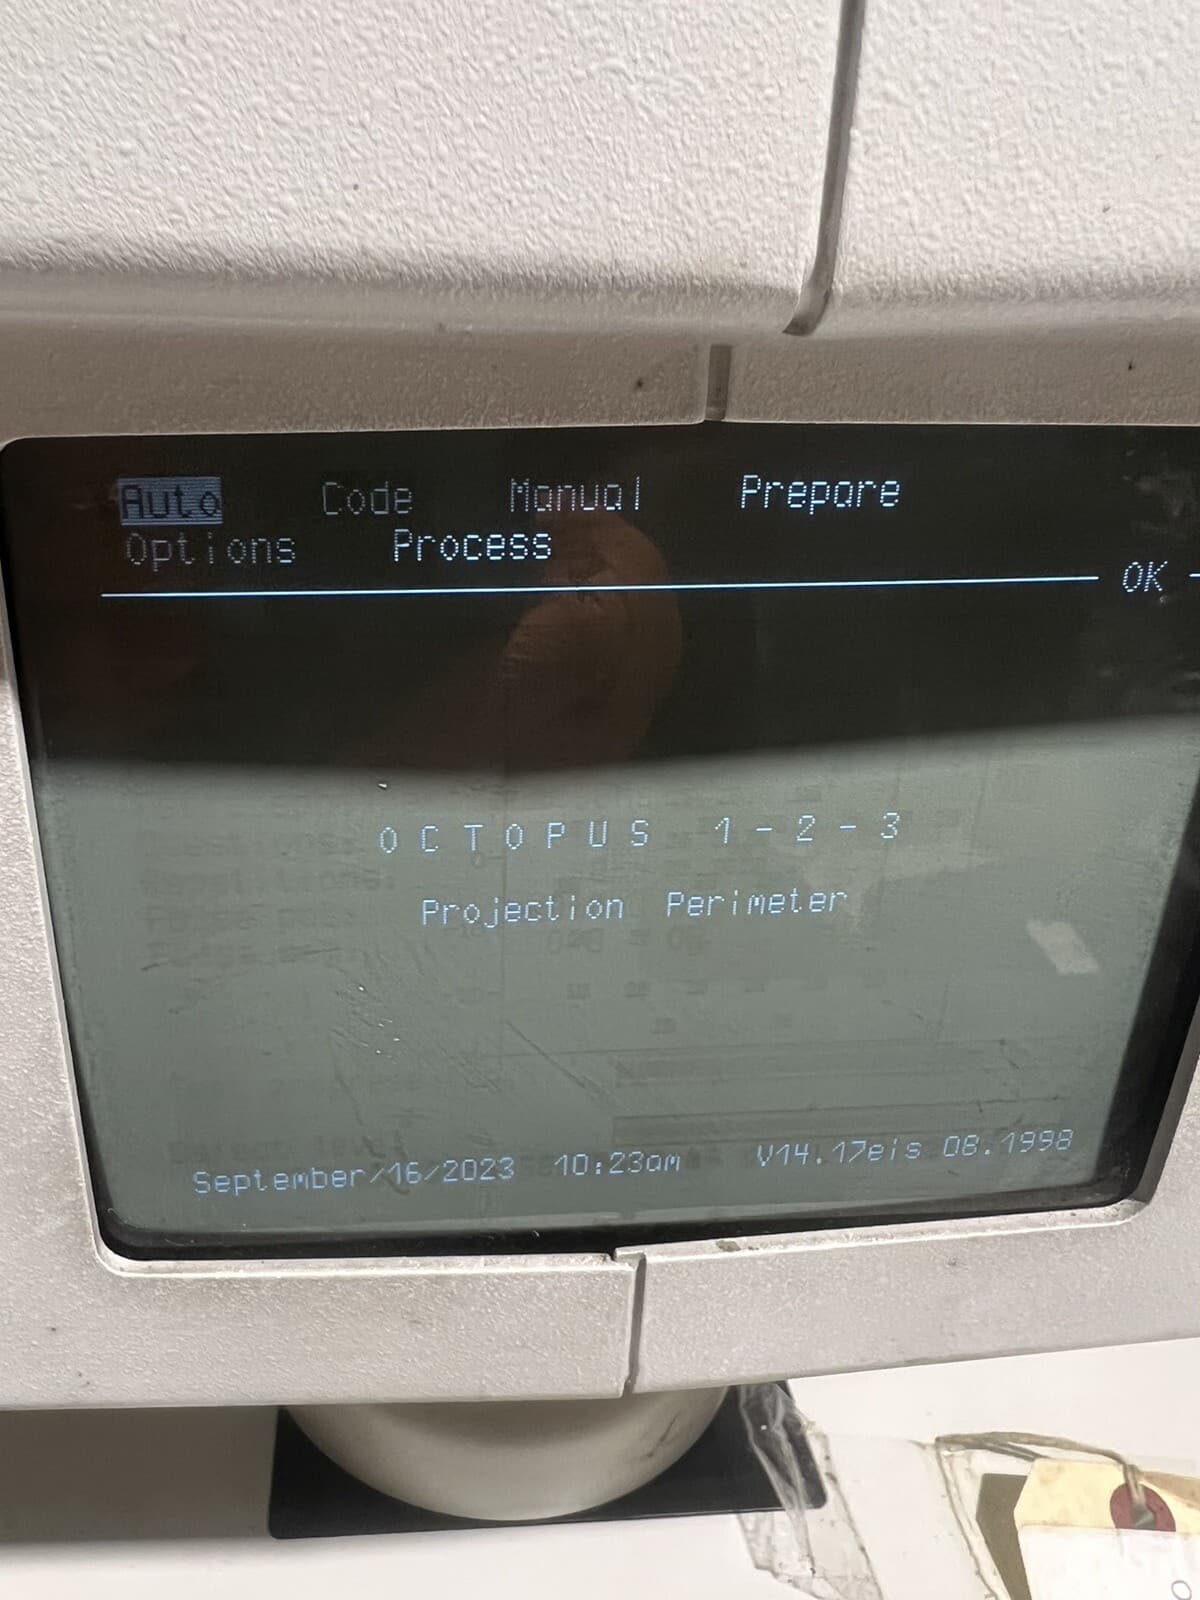 Auto Code Manual Prepare
Options Process
OK
OCTOPUS 1-2-3
Projection Perimeter
September/16/2023 10:23am V14.17eis 08.1998